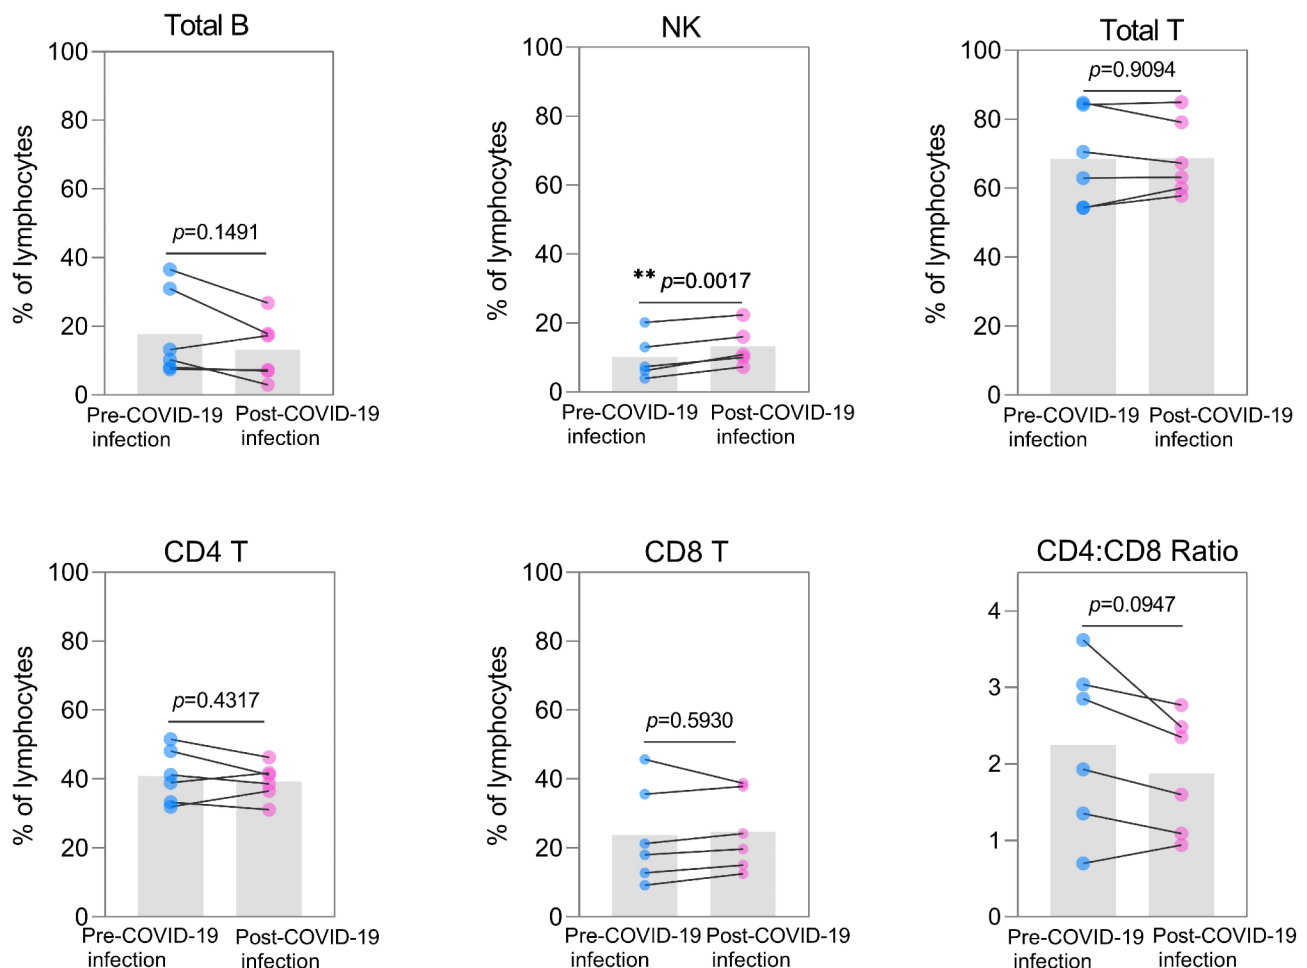 Total B
% of lymphocytes
100
80
60
40
20
0
p=0.1491
Pre-COVID-19 infection
Post-COVID-19 infection
NK
% of lymphocytes
100
80
60
40
20
0
** p=0.0017
Pre-COVID-19 infection
Post-COVID-19 infection
Total T
% of lymphocytes
100
80
60
40
20
0
p=0.9094
Pre-COVID-19 infection
Post-COVID-19 infection
CD4 T
% of lymphocytes
100
80
60
40
20
0
p=0.4317
Pre-COVID-19 infection
Post-COVID-19 infection
CD8 T
% of lymphocytes
100
80
60
40
20
0
p=0.5930
Pre-COVID-19 infection
Post-COVID-19 infection
CD4:CD8 Ratio
4
3
2
1
0
p=0.0947
Pre-COVID-19 infection
Post-COVID-19 infection